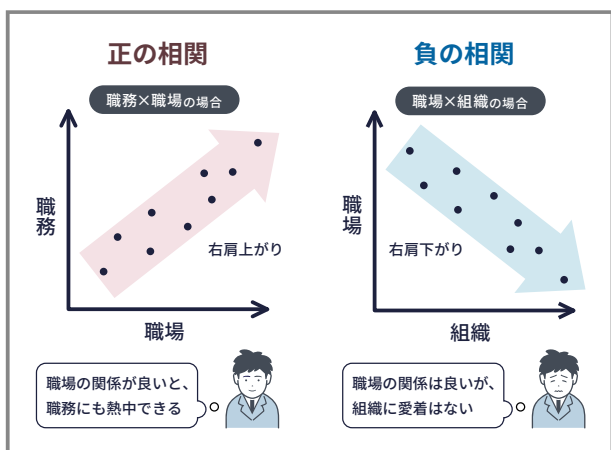 正の相関
職務×職場の場合
職務
右肩上がり
職場
職場の関係が良いと、
職務にも熱中できる
負の相関
職場×組織の場合
職場
右肩下がり
組織
職場の関係は良いが、
組織に愛着はない